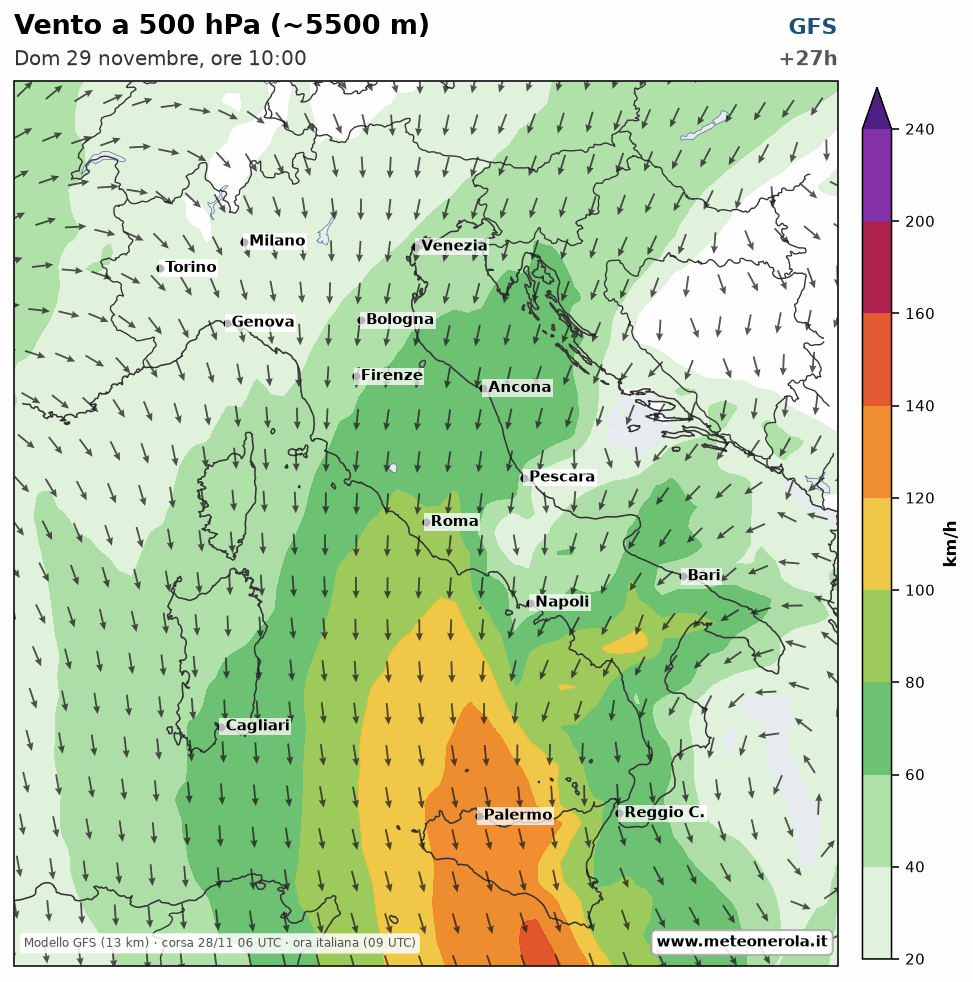 Vento a 500 hPa (~5500 m)
GFS
Dom 29 novembre, ore 10:00
+27h
240
200
160
140
120
100
80
60
40
20
km/h
Milano
Venezia
Torino
Genova
Bologna
Firenze
Ancona
Pescara
Roma
Bari
Napoli
Cagliari
Palermo
Reggio C.
Modello GFS (13 km) · corsa 28/11 06 UTC · ora italiana (09 UTC)
www.meteonerola.it